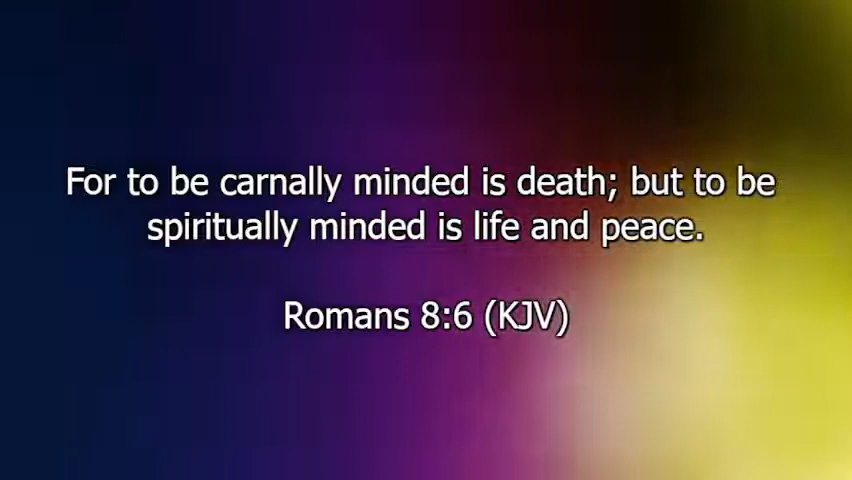 For to be carnally minded is death; but to be
spiritually minded is life and peace.
Romans 8:6 (KJV)